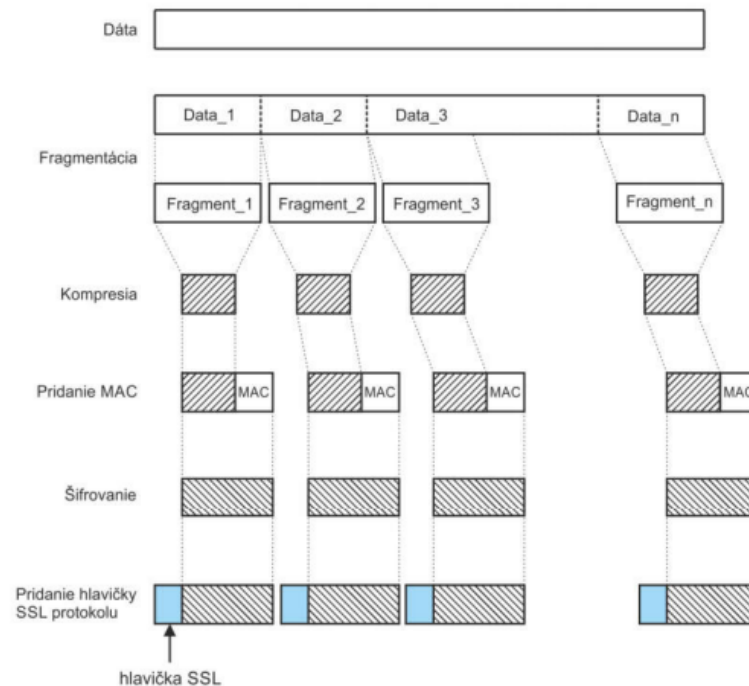 Dáta
Data_1 Data_2 Data_3 Data_n
Fragmentácia
Fragment_1 Fragment_2 Fragment_3 Fragment_n
Kompresia
Pridanie MAC
MAC MAC MAC MAC
Šifrovanie
Pridanie hlavičky
SSL protokolu
hlavička SSL